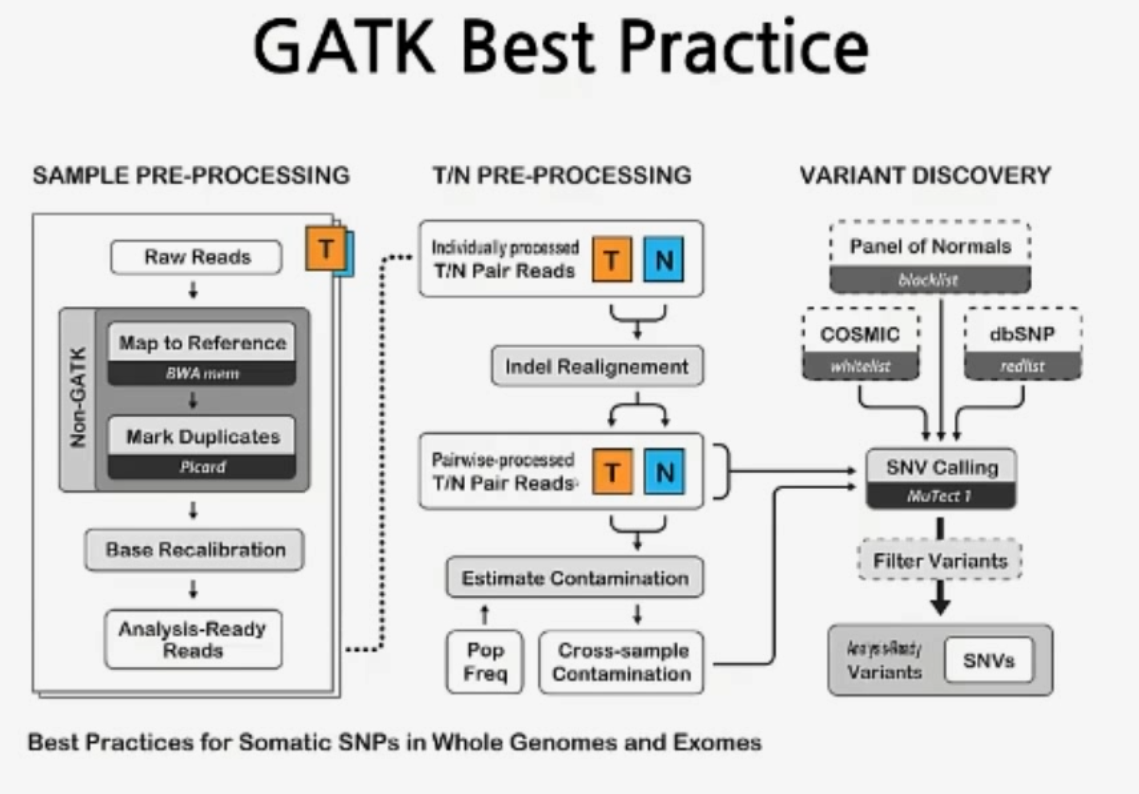 GATK Best Practice
SAMPLE PRE-PROCESSING
T
Raw Reads
Non-GATK
Map to Reference
BWA mem
Mark Duplicates
Picard
Base Recalibration
Analysis-Ready
Reads
T/N PRE-PROCESSING
Individually processed
T/N Pair Reads
T
N
Indel Realignement
Pairwise-processed
T/N Pair Reads
T
N
Estimate Contamination
Pop
Freq
Cross-sample
Contamination
VARIANT DISCOVERY
Panel of Normals
blacklist
COSMIC
whitelist
dbSNP
redlist
SNV Calling
MuTect 1
Filter Variants
Analysis-Ready
Variants
SNVs
Best Practices for Somatic SNPs in Whole Genomes and Exomes